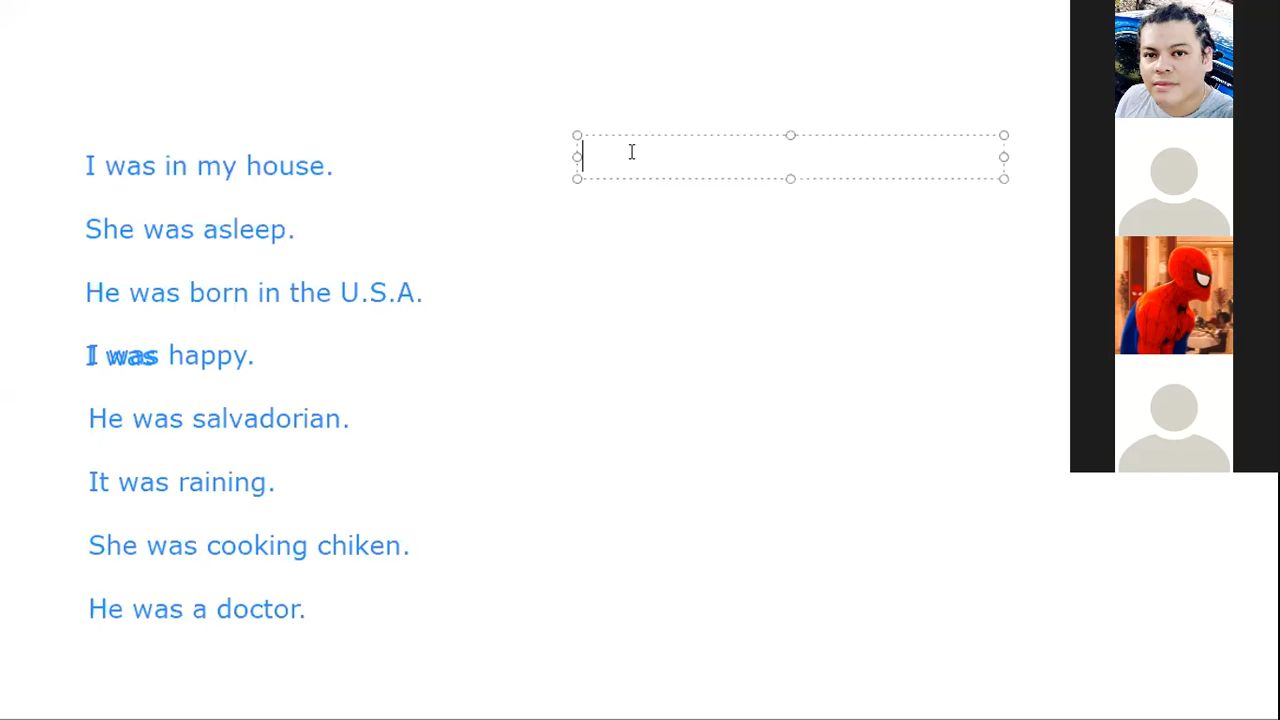 I was in my house.
She was asleep.
He was born in the U.S.A.
I was happy.
He was salvadorian.
It was raining.
She was cooking chiken.
He was a doctor.